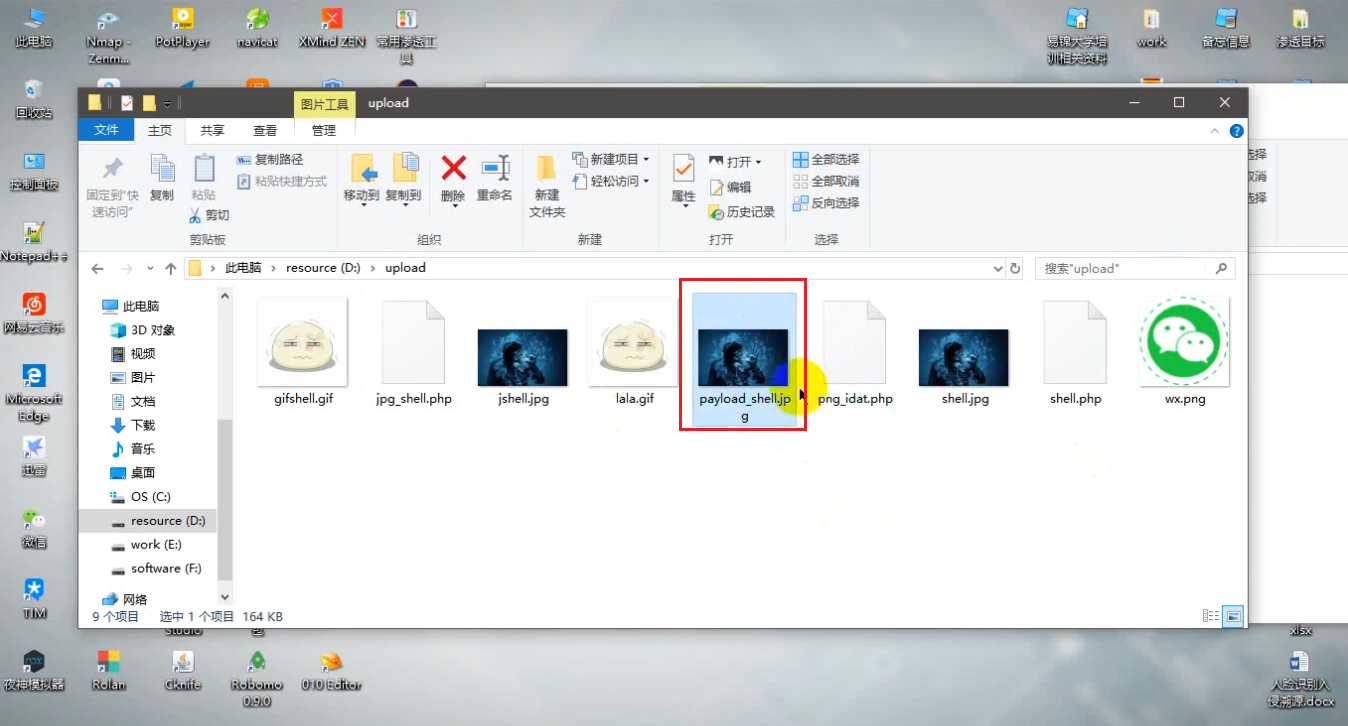 此电脑
Nmap -
Zenm...
PotPlayer
navicat
XMind ZEN
常用渗透工
具
易锦大学培
训相关资料
work
备忘信息
渗透目标
回收站
控制面板
Notepad++
网易云音乐
Microsoft
Edge
迅雷
微信
TIM
夜神模拟器
Rolan
Cknife
Robomo
0.9.0
010 Editor
图片工具
upload
文件
主页
共享
查看
管理
固定到“快
速访问”
复制
粘贴
复制路径
粘贴快捷方式
剪切
剪贴板
移动到
复制到
删除
重命名
组织
新建
文件夹
新建项目
轻松访问
新建
属性
打开
编辑
历史记录
打开
全部选择
全部取消
反向选择
选择
选择
取消
选择
此电脑 › resource (D:) › upload
搜索"upload"
此电脑
3D 对象
视频
图片
文档
下载
音乐
桌面
OS (C:)
resource (D:)
work (E:)
software (F:)
网络
gifshell.gif
jpg_shell.php
jshell.jpg
lala.gif
payload_shell.jp
g
png_idat.php
shell.jpg
shell.php
wx.png
9 个项目
选中 1 个项目 164 KB
Studio
包
xlsx
人脸识别入
侵溯源.docx